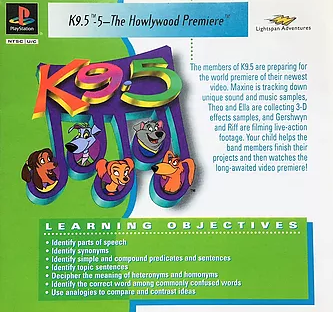 K9.5™ 5–The Howlywood Premiere™
PlayStation
NTSC U/C
Lightspan Adventures
K9.5
The members of K9.5 are preparing for
the world premiere of their newest
video. Maxine is tracking down
unique sound and music samples,
Theo and Ella are collecting 3-D
effects samples, and Gershwyn
and Riff are filming live-action
footage. Your child helps the
band members finish their
projects and then watches the
long-awaited video premiere!
LEARNING OBJECTIVES
• Identify parts of speech
• Identify synonyms
• Identify simple and compound predicates and sentences
• Identify topic sentences
• Decipher the meaning of heteronyms and homonyms
• Identify the correct word among commonly confused words
• Use analogies to compare and contrast ideas